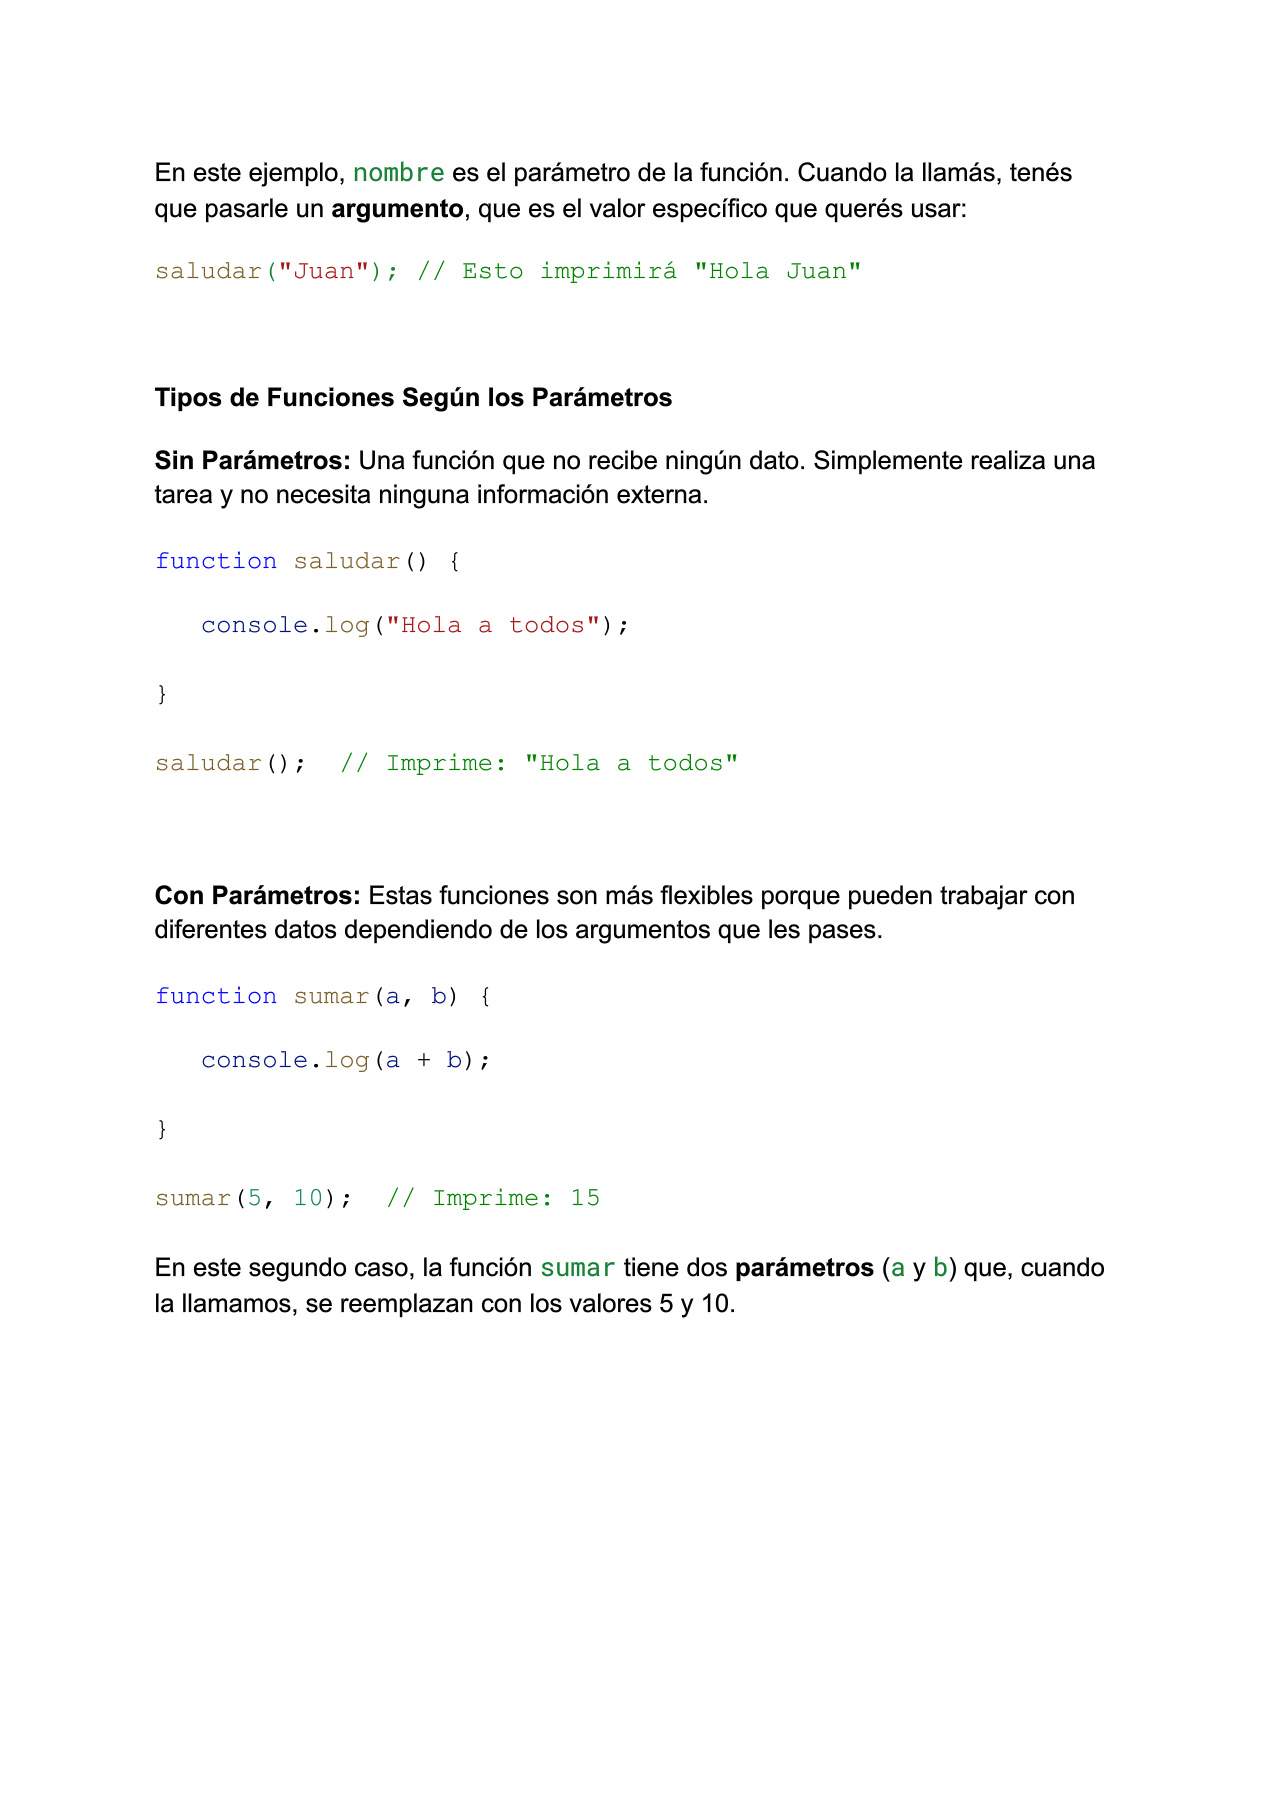 En este ejemplo, nombre es el parámetro de la función. Cuando la llamás, tenés
que pasarle un argumento, que es el valor específico que querés usar:
saludar("Juan"); // Esto imprimirá "Hola Juan"
Tipos de Funciones Según los Parámetros
Sin Parámetros: Una función que no recibe ningún dato. Simplemente realiza una
tarea y no necesita ninguna información externa.
function saludar() {
   console.log("Hola a todos");
}
saludar();  // Imprime: "Hola a todos"
Con Parámetros: Estas funciones son más flexibles porque pueden trabajar con
diferentes datos dependiendo de los argumentos que les pases.
function sumar(a, b) {
   console.log(a + b);
}
sumar(5, 10);  // Imprime: 15
En este segundo caso, la función sumar tiene dos parámetros (a y b) que, cuando
la llamamos, se reemplazan con los valores 5 y 10.